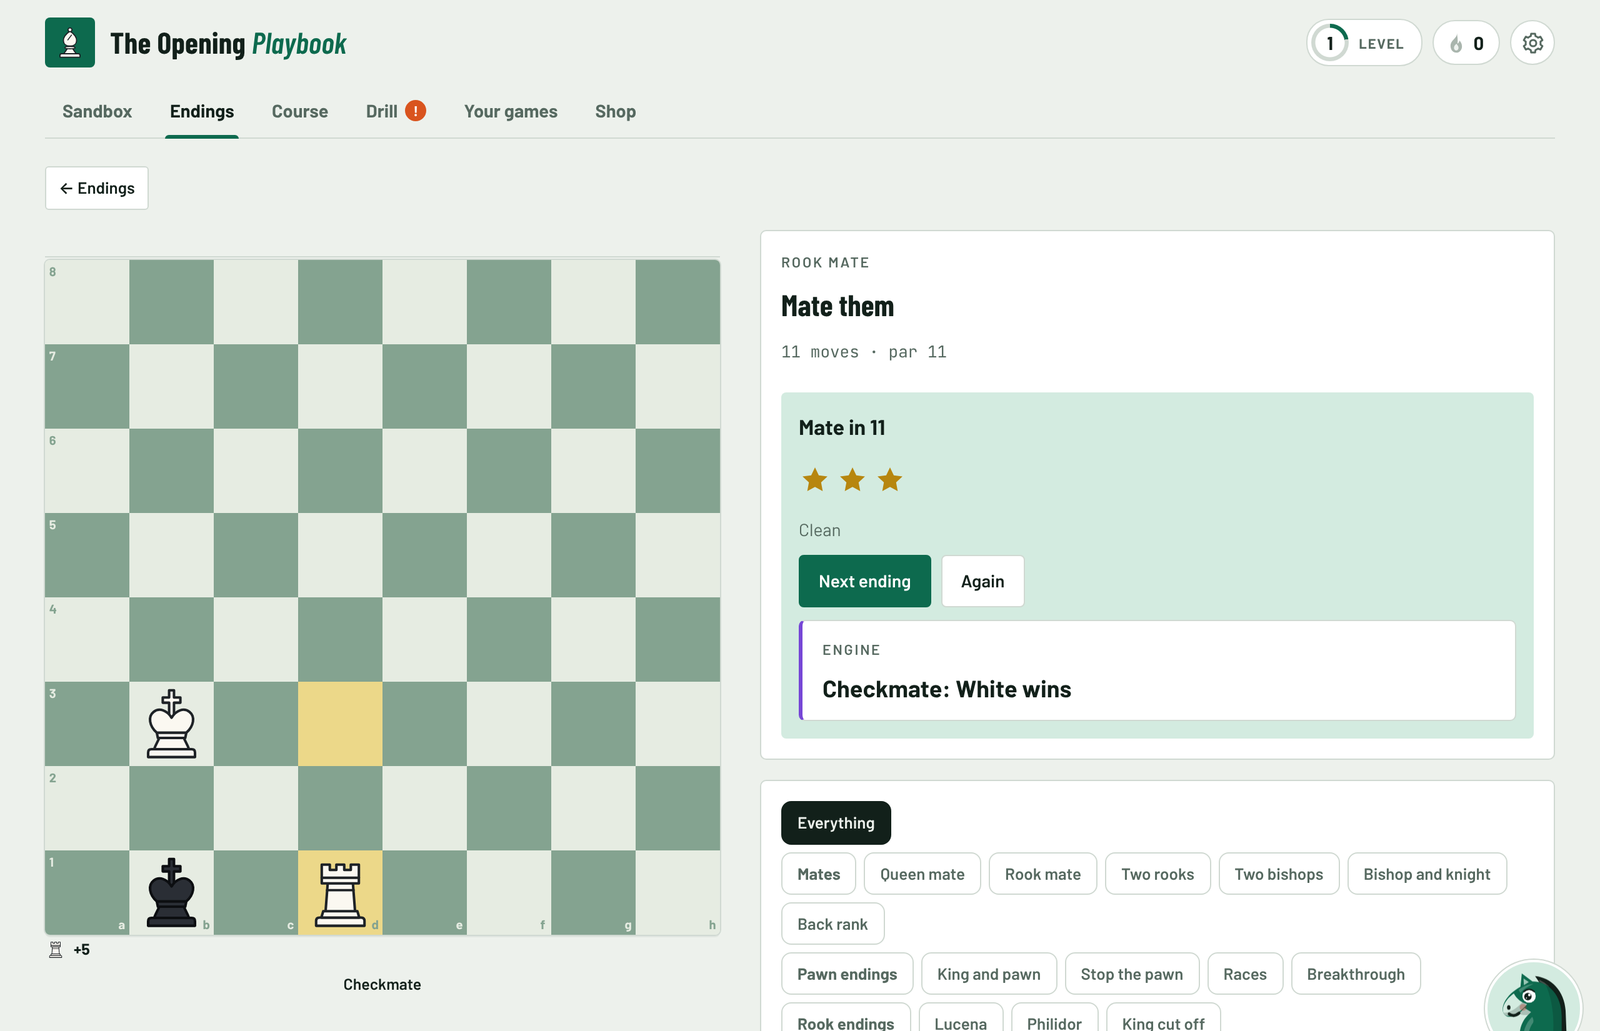 The Opening Playbook
1 LEVEL
0
Sandbox
Endings
Course
Drill !
Your games
Shop
← Endings
8
7
6
5
4
3
2
1
a b c d e f g h
+5
Checkmate
ROOK MATE
Mate them
11 moves · par 11
Mate in 11
Clean
Next ending
Again
ENGINE
Checkmate: White wins
Everything
Mates
Queen mate
Rook mate
Two rooks
Two bishops
Bishop and knight
Back rank
Pawn endings
King and pawn
Stop the pawn
Races
Breakthrough
Rook endings
Lucena
Philidor
King cut off